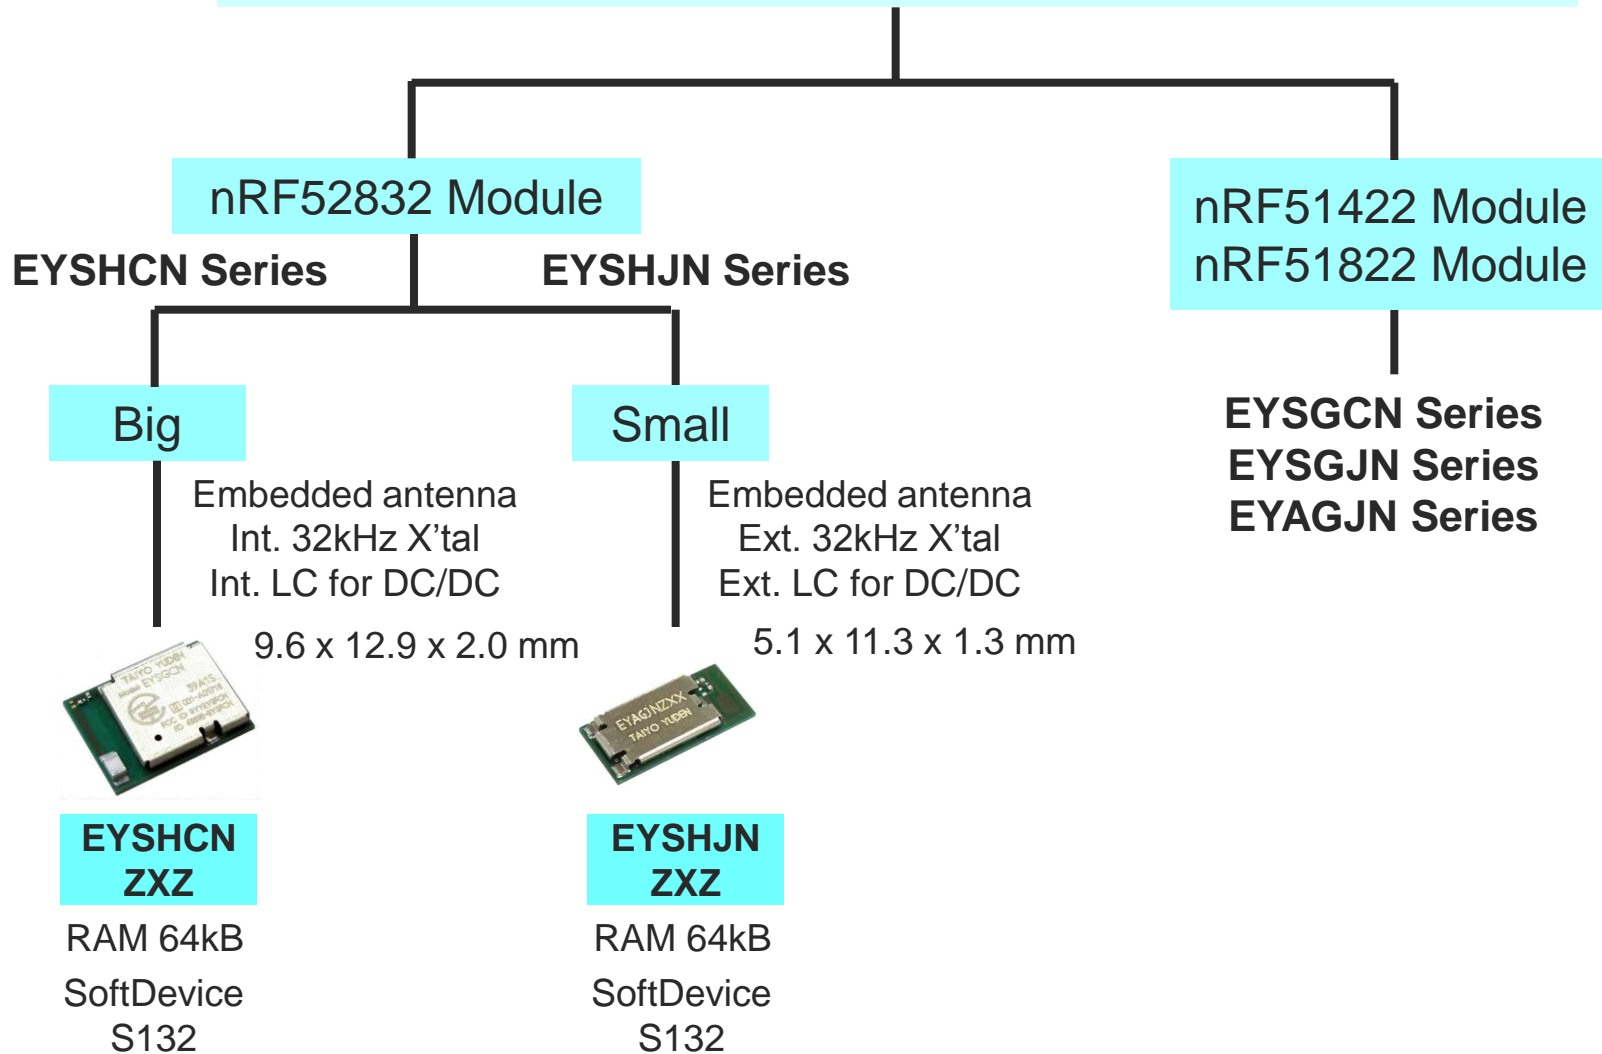 nRF52832 Module
nRF51422 Module
nRF51822 Module
EYSHCN Series
EYSHJN Series
Big
Small
EYSGCN Series
EYSGJN Series
EYAGJN Series
Embedded antenna
Int. 32kHz X’tal
Int. LC for DC/DC
9.6 x 12.9 x 2.0 mm
Embedded antenna
Ext. 32kHz X’tal
Ext. LC for DC/DC
5.1 x 11.3 x 1.3 mm
TAIYO YUDEN
Model EYSGCN
39A1S
EYAGJNZXX
TAIYO YUDEN
EYSHCN
ZXZ
RAM 64kB
SoftDevice
S132
EYSHJN
ZXZ
RAM 64kB
SoftDevice
S132